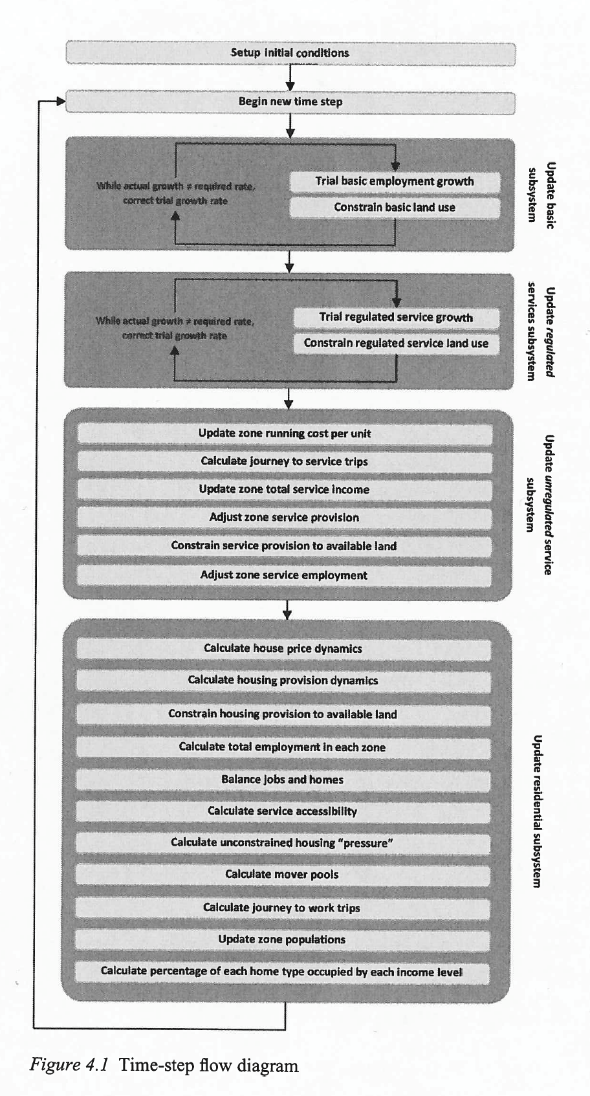 Setup initial conditions
Begin new time step
While actual growth ≠ required rate,
correct trial growth rate
Trial basic employment growth
Constrain basic land use
Update basic
subsystem
While actual growth ≠ required rate,
correct trial growth rate
Trial regulated service growth
Constrain regulated service land use
Update regulated
services subsystem
Update zone running cost per unit
Calculate journey to service trips
Update zone total service income
Adjust zone service provision
Constrain service provision to available land
Adjust zone service employment
Update unregulated service
subsystem
Calculate house price dynamics
Calculate housing provision dynamics
Constrain housing provision to available land
Calculate total employment in each zone
Balance jobs and homes
Calculate service accessibility
Calculate unconstrained housing "pressure"
Calculate mover pools
Calculate journey to work trips
Update zone populations
Calculate percentage of each home type occupied by each income level
Update residential subsystem
Figure 4.1 Time-step flow diagram